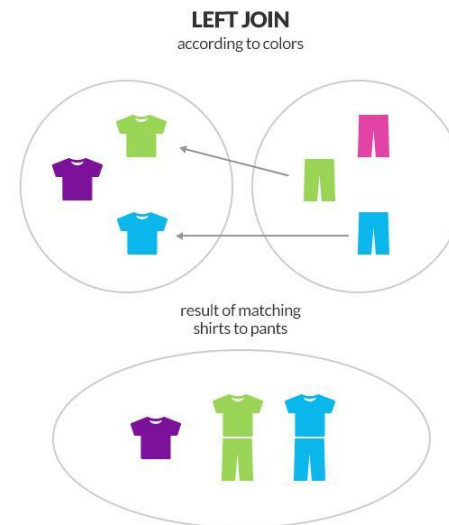 LEFT JOIN
according to colors
result of matching
shirts to pants